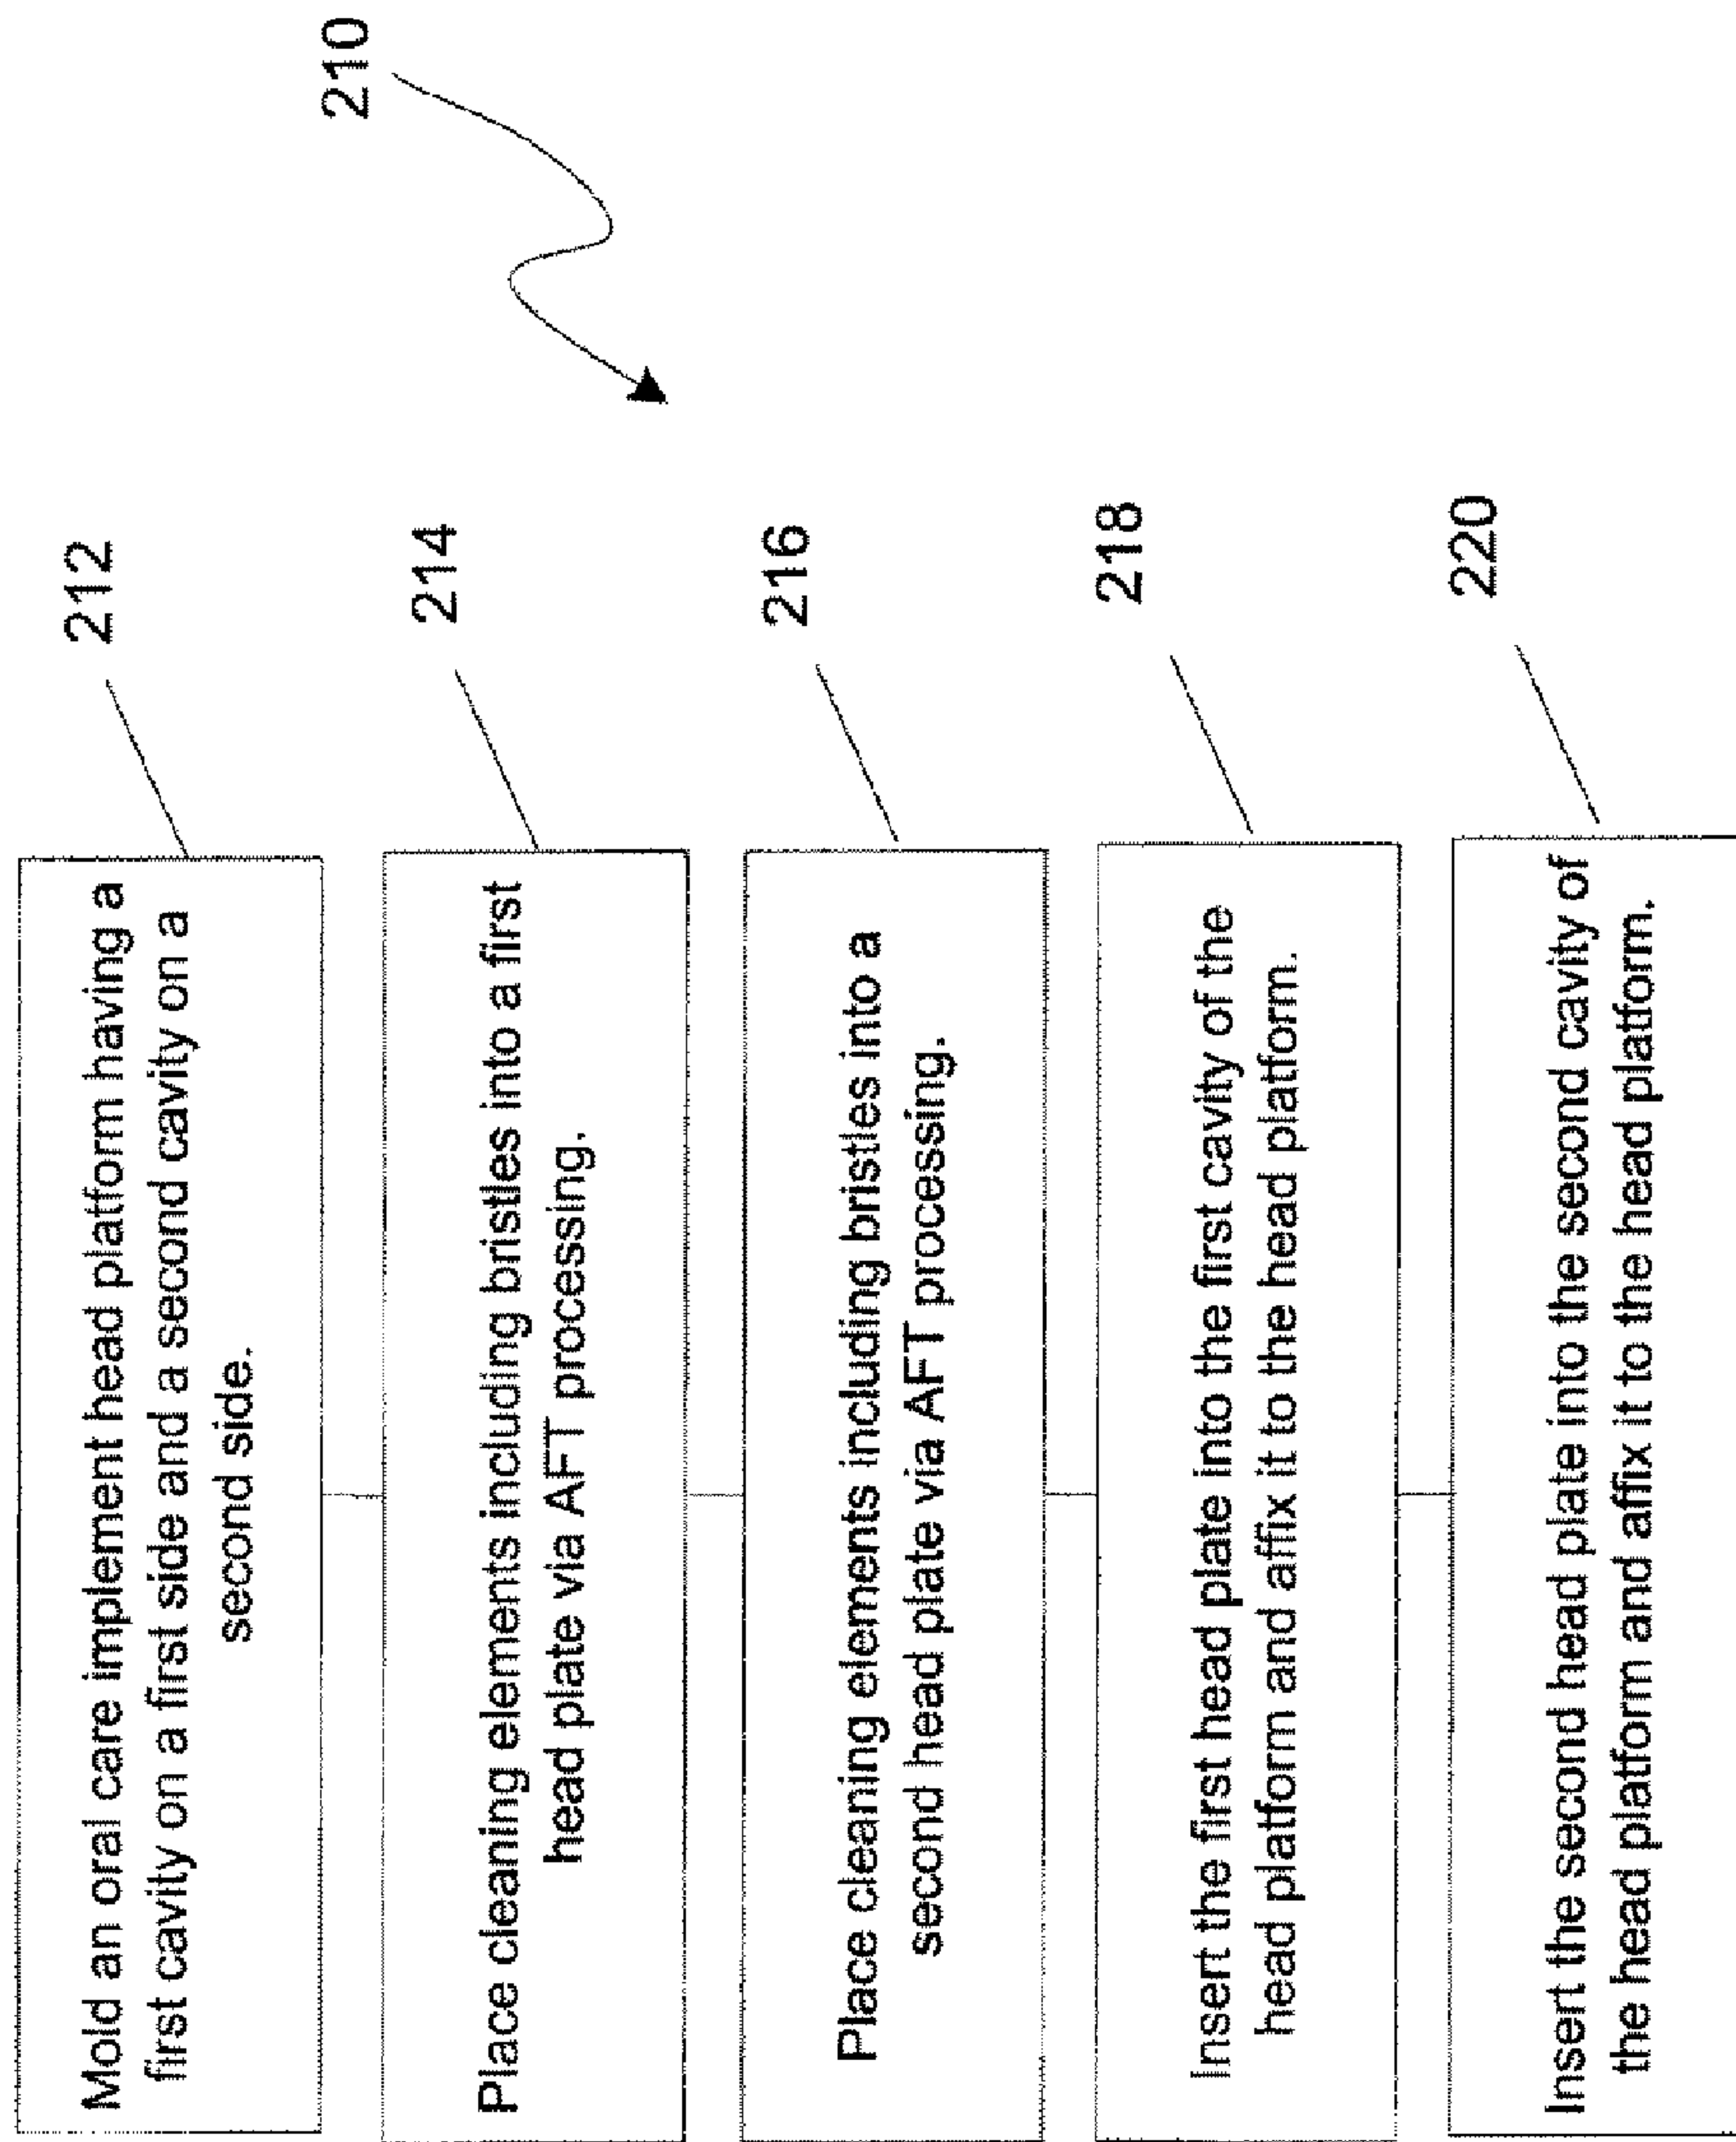 210
Mold an oral care implement head platform having a
first cavity on a first side and a second cavity on a
second side.
212
Place cleaning elements including bristles into a first
head plate via AFT processing.
214
Place cleaning elements including bristles into a
second head plate via AFT processing.
216
Insert the first head plate into the first cavity of the
head platform and affix it to the head platform.
218
Insert the second head plate into the second cavity of
the head platform and affix it to the head platform.
220